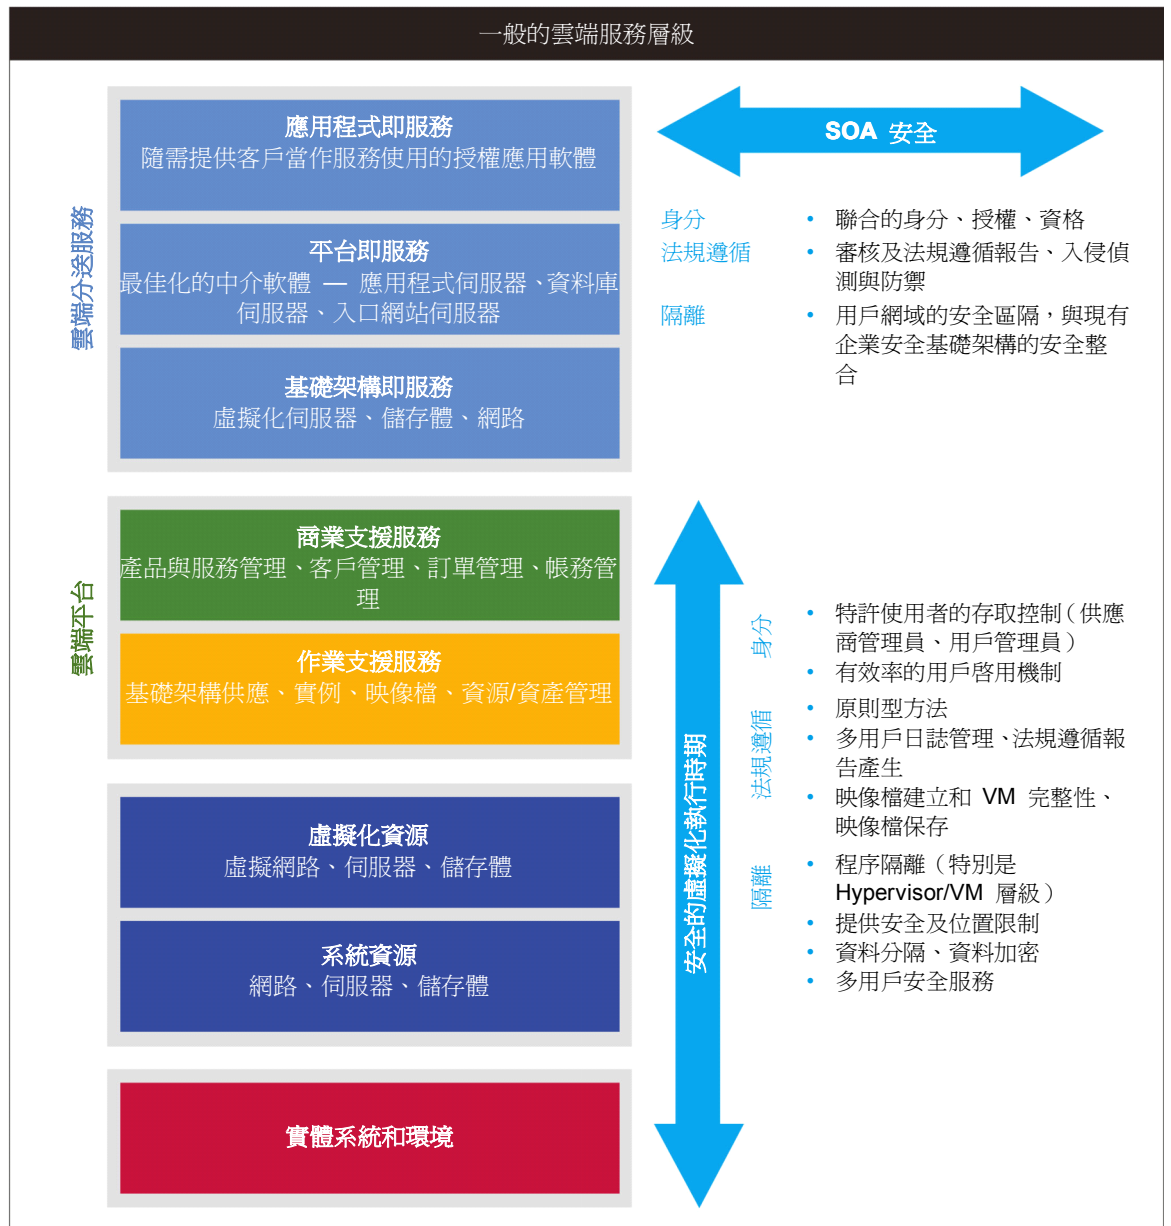 一般的雲端服務層級
雲端分送服務
應用程式即服務
隨需提供客戶當作服務使用的授權應用軟體
平台即服務
最佳化的中介軟體 — 應用程式伺服器、資料庫
伺服器、入口網站伺服器
基礎架構即服務
虛擬化伺服器、儲存體、網路
SOA 安全
身分
• 聯合的身分、授權、資格
法規遵循
• 審核及法規遵循報告、入侵偵
測與防禦
隔離
• 用戶網域的安全區隔，與現有
企業安全基礎架構的安全整
合
雲端平台
商業支援服務
產品與服務管理、客戶管理、訂單管理、帳務管
理
作業支援服務
基礎架構供應、實例、映像檔、資源/資產管理
虛擬化資源
虛擬網路、伺服器、儲存體
系統資源
網路、伺服器、儲存體
實體系統和環境
安全的虛擬化執行時期
身分
• 特許使用者的存取控制（供應
商管理員、用戶管理員）
• 有效率的用戶啓用機制
法規遵循
• 原則型方法
• 多用戶日誌管理、法規遵循報
告產生
• 映像檔建立和 VM 完整性、
映像檔保存
隔離
• 程序隔離（特別是
Hypervisor/VM 層級）
• 提供安全及位置限制
• 資料分隔、資料加密
• 多用戶安全服務